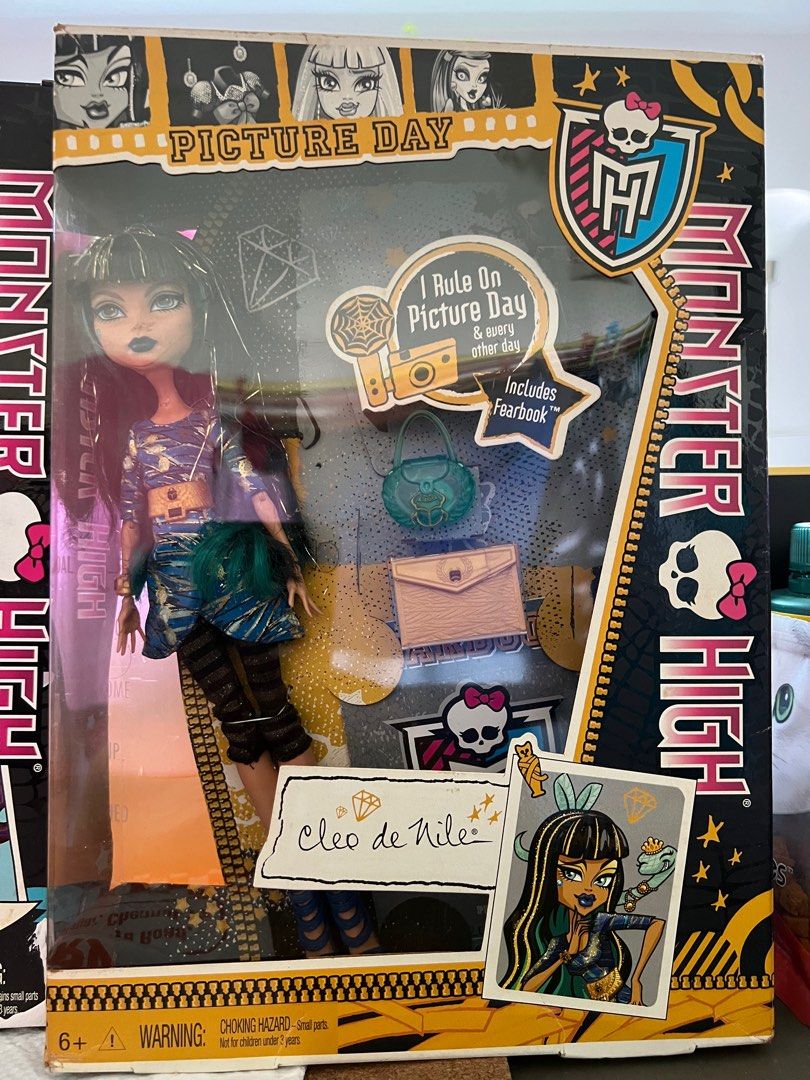 PICTURE DAY
MH
I Rule On
Picture Day
& every
other day
Includes
Fearbook™
MONSTER HIGH®
MONSTER HIGH®
Cleo de Nile®
6+
WARNING:
CHOKING HAZARD – Small parts.
Not for children under 3 years.